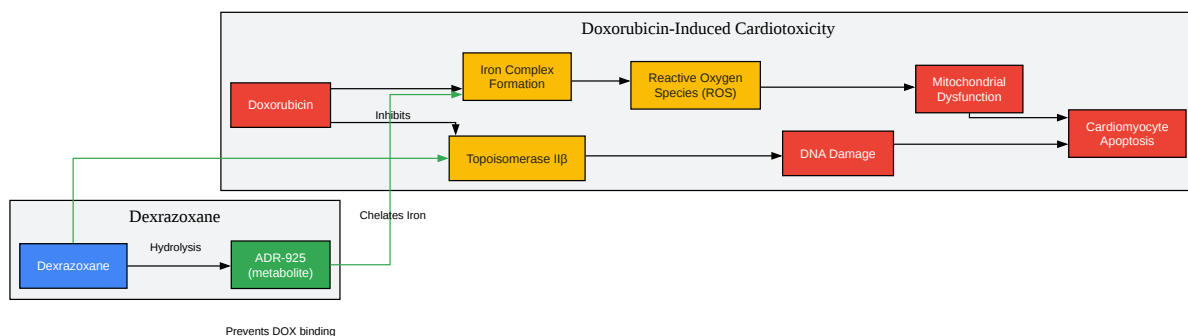 Doxorubicin-Induced Cardiotoxicity
Iron Complex
Formation
Reactive Oxygen
Species (ROS)
Mitochondrial
Dysfunction
Doxorubicin
Inhibits
Cardiomyocyte
Apoptosis
Topoisomerase IIβ
DNA Damage
Dexrazoane
Chelates Iron
Dexrazoxane
Hydrolysis
ADR-925
(metabolite)
Prevents DOX binding